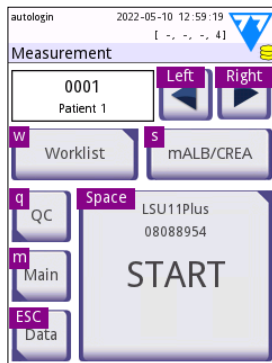 autologin 2022-05-10 12:59:19
[ -, -, -, 4]
Measurement
0001
Patient 1
Left
Right
w
Worklist
s
mALB/CREA
q
QC
m
Main
ESC
Data
Space
LSU11Plus
08088954
START